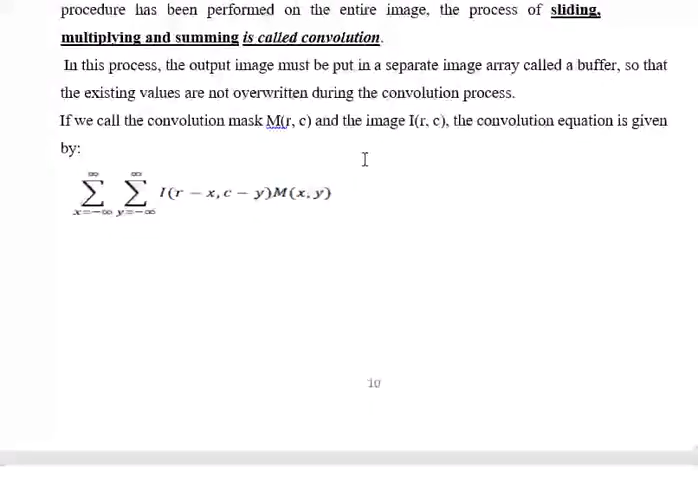 procedure has been performed on the entire image, the process of sliding,
multiplying and summing is called convolution.
In this process, the output image must be put in a separate image array called a buffer, so that
the existing values are not overwritten during the convolution process.
If we call the convolution mask M(r, c) and the image I(r, c), the convolution equation is given
by:
∞ ∞
∑ ∑ I(r − x, c − y)M(x, y)
x=−∞ y=−∞
10